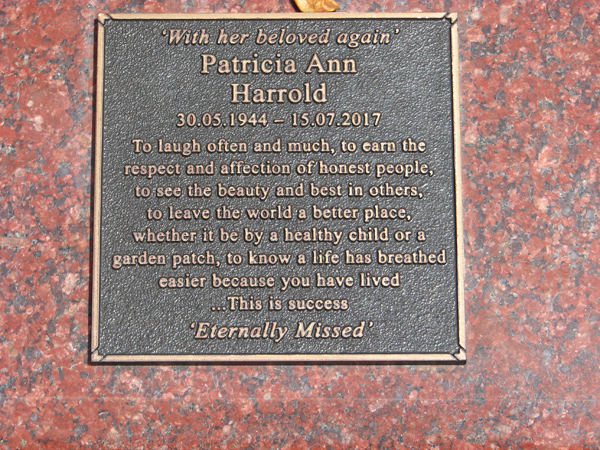 'With her beloved again'
Patricia Ann
Harrold
30.05.1944 – 15.07.2017
To laugh often and much, to earn the
respect and affection of honest people,
to see the beauty and best in others,
to leave the world a better place,
whether it be by a healthy child or a
garden patch, to know a life has breathed
easier because you have lived
...This is success
'Eternally Missed'